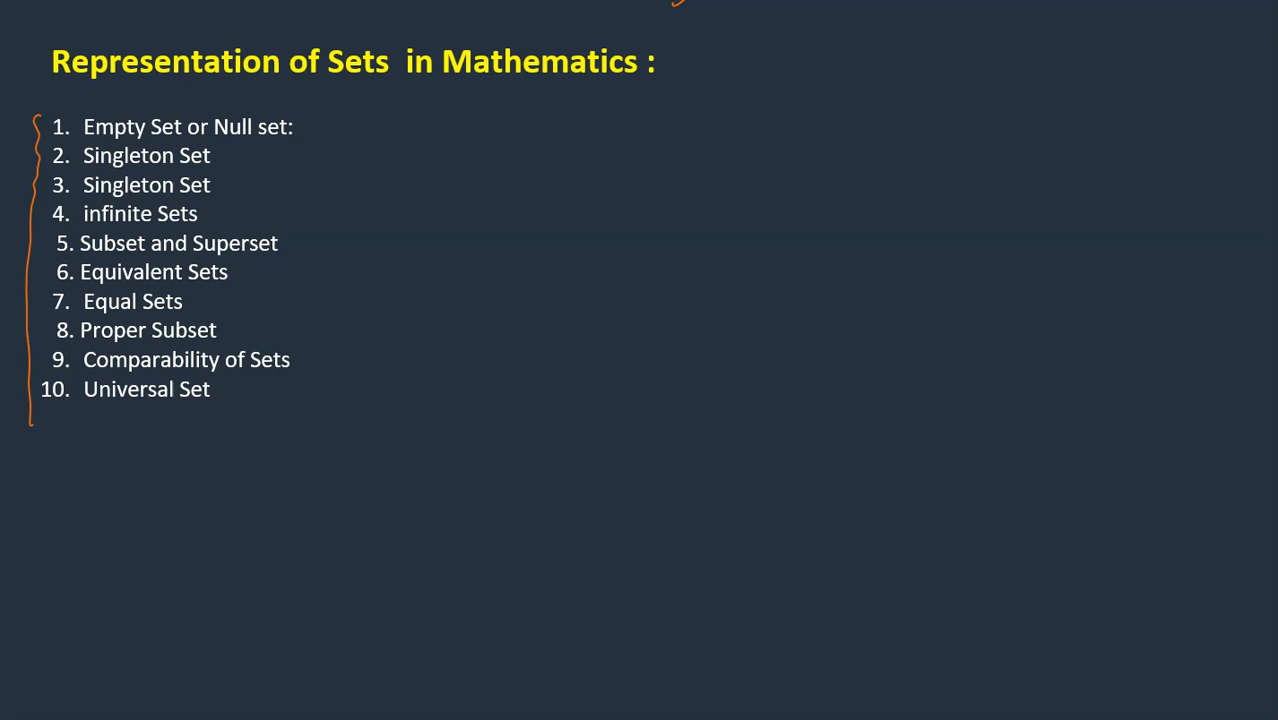 Representation of Sets in Mathematics :
1. Empty Set or Null set:
2. Singleton Set
3. Singleton Set
4. infinite Sets
5. Subset and Superset
6. Equivalent Sets
7. Equal Sets
8. Proper Subset
9. Comparability of Sets
10. Universal Set